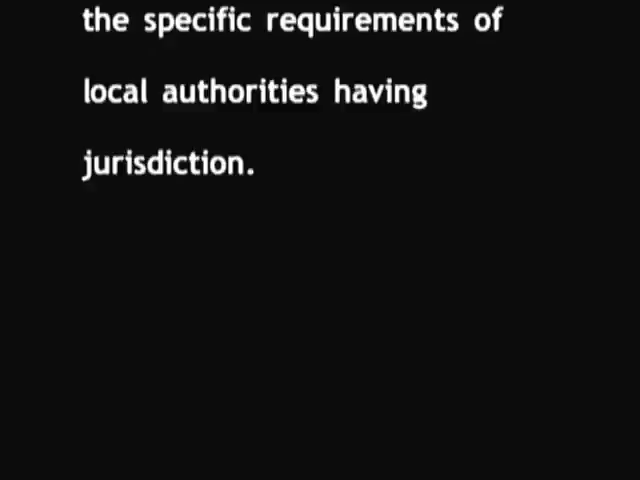 the specific requirements of
local authorities having
jurisdiction.